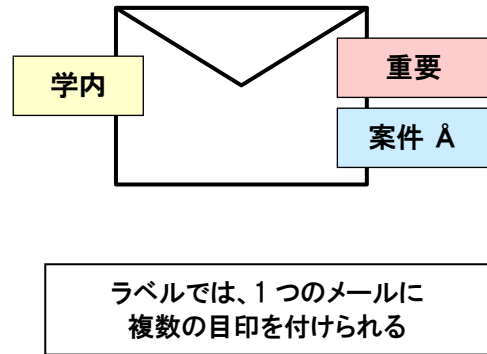 学内
重要
案件 Å
ラベルでは、1 つのメールに
複数の目印を付けられる